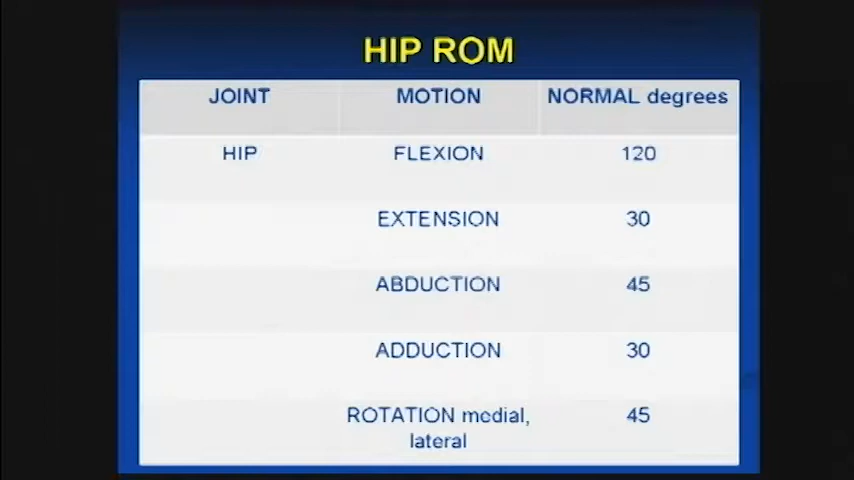 HIP ROM
JOINT MOTION NORMAL degrees
HIP FLEXION 120
EXTENSION 30
ABDUCTION 45
ADDUCTION 30
ROTATION medial, 45
lateral